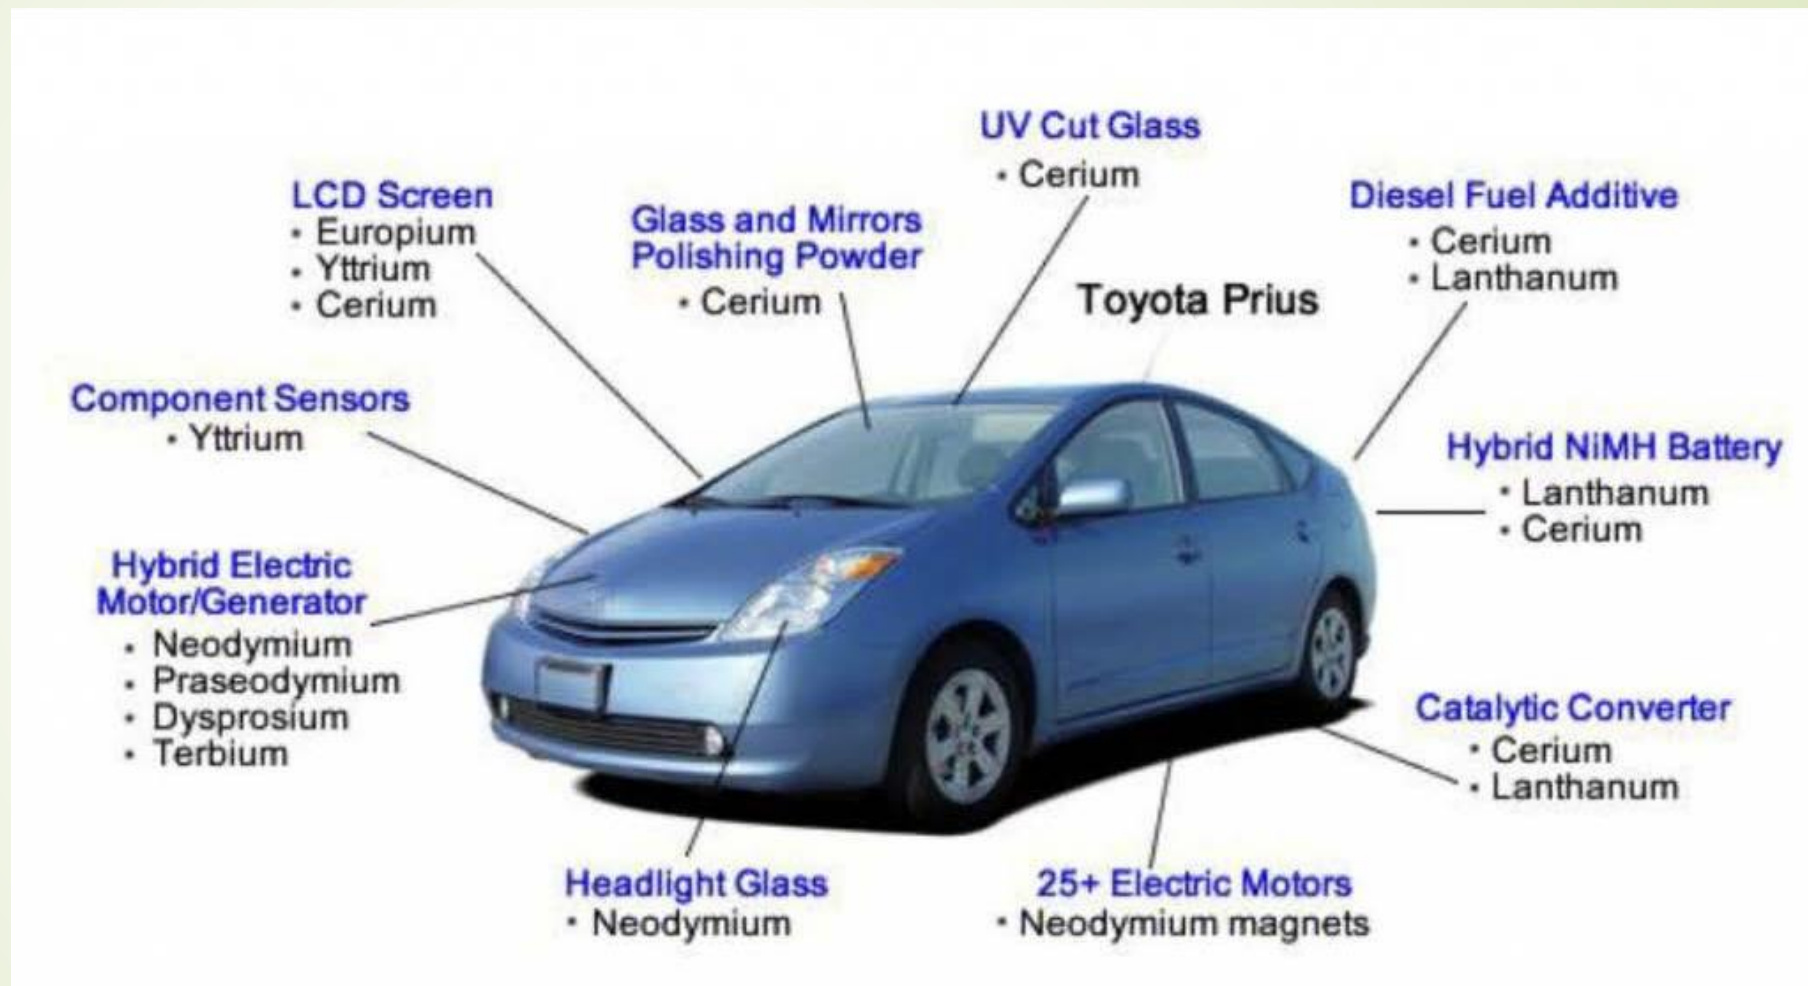 UV Cut Glass
• Cerium
LCD Screen
• Europium
• Yttrium
• Cerium
Glass and Mirrors
Polishing Powder
• Cerium
Diesel Fuel Additive
• Cerium
• Lanthanum
Toyota Prius
Component Sensors
• Yttrium
Hybrid NiMH Battery
• Lanthanum
• Cerium
Hybrid Electric
Motor/Generator
• Neodymium
• Praseodymium
• Dysprosium
• Terbium
Catalytic Converter
• Cerium
• Lanthanum
Headlight Glass
• Neodymium
25+ Electric Motors
• Neodymium magnets